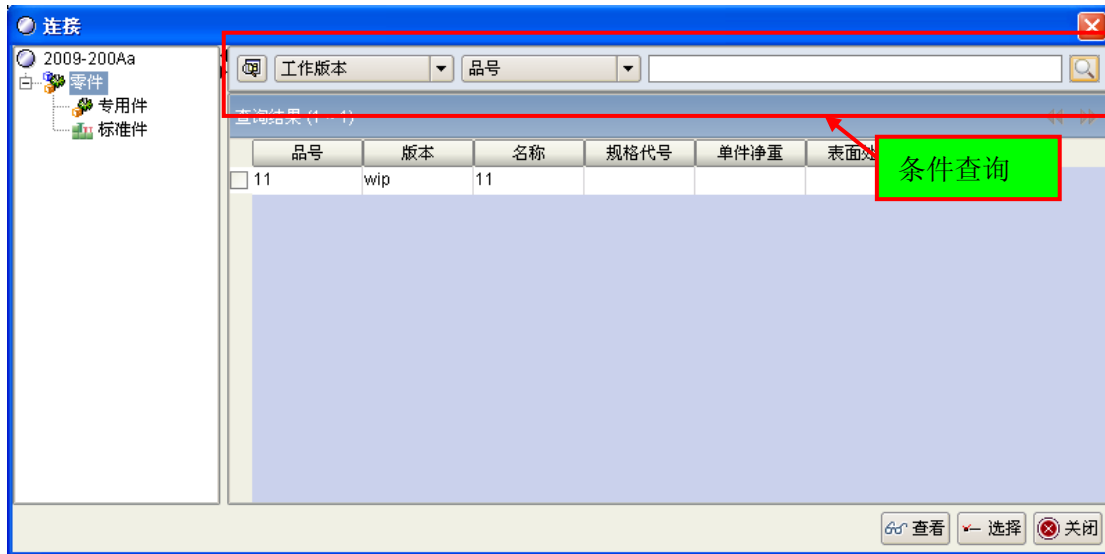 连接
2009-200Aa
零件
专用件
标准件
工作版本 品号
查询结果 (1 ~ 1)
品号 版本 名称 规格代号 单件净重 表面处
11 wip 11
条件查询
查看 选择 关闭